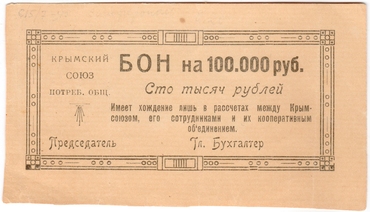 КРЫМСКИЙ
СОЮЗ
ПОТРЕБ. ОБЩ.
БОН на 100.000 руб.
Сто тысяч рублей
Имеет хождение лишь в рассчетах между Крым-
союзом, его сотрудниками и их кооперативным
об'единением.
Председатель
Гл. Бухгалтер